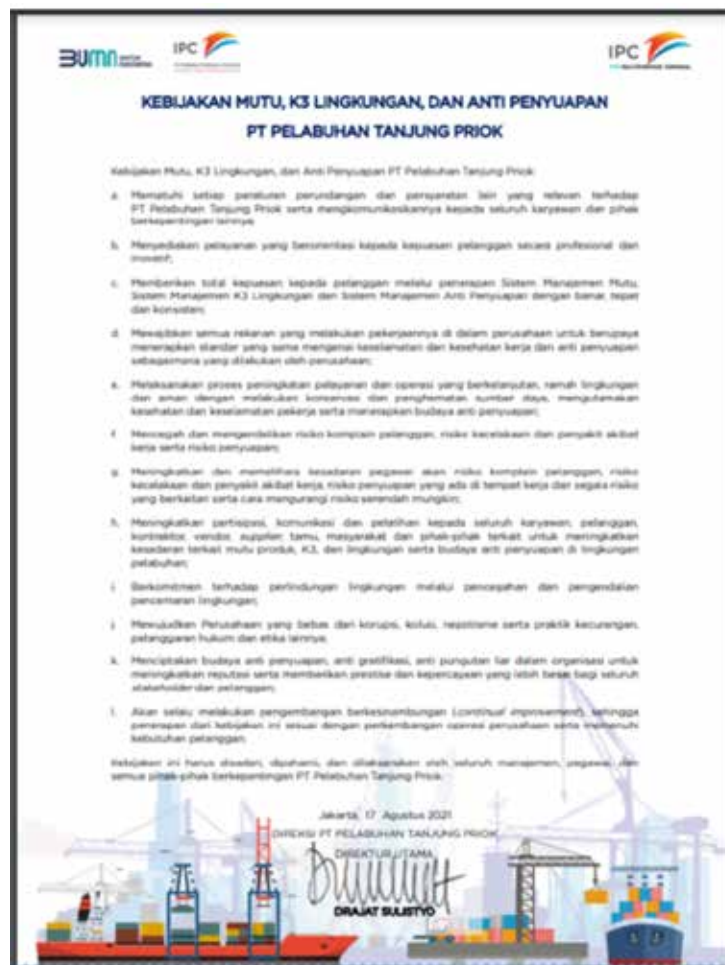 BUMN UNTUK INDONESIA
IPC
IPC
KEBIJAKAN MUTU, K3 LINGKUNGAN, DAN ANTI PENYUAPAN
PT PELABUHAN TANJUNG PRIOK
Kebijakan Mutu, K3 Lingkungan, dan Anti Penyuapan PT Pelabuhan Tanjung Priok:
a. Mematuhi setiap peraturan perundangan dan persyaratan lain yang relevan terhadap
PT Pelabuhan Tanjung Priok serta mengkomunikasikannya kepada seluruh karyawan dan pihak
berkepentingan lainnya;
b. Menyediakan pelayanan yang berorientasi kepada kepuasan pelanggan secara profesional dan
inovatif;
c. Memberikan total kepuasan kepada pelanggan melalui penerapan Sistem Manajemen Mutu,
Sistem Manajemen K3 Lingkungan dan Sistem Manajemen Anti Penyuapan dengan benar, tepat
dan konsisten;
d. Mewajibkan semua rekanan yang melakukan pekerjaannya di dalam perusahaan untuk berupaya
menerapkan standar yang sama mengenai keselamatan dan kesehatan kerja dan anti penyuapan
sebagaimana yang dilakukan oleh perusahaan;
e. Melaksanakan proses peningkatan pelayanan dan operasi yang berkelanjutan, ramah lingkungan
dan aman dengan melakukan konservasi dan penghematan sumber daya, mengutamakan
kesehatan dan keselamatan pekerja serta menerapkan budaya anti penyuapan;
f. Mencegah dan mengendalikan risiko komplain pelanggan, risiko kecelakaan dan penyakit akibat
kerja serta risiko penyuapan;
g. Meningkatkan dan memelihara kesadaran pegawai akan risiko komplain pelanggan, risiko
kecelakaan dan penyakit akibat kerja, risiko penyuapan yang ada di tempat kerja dan segala risiko
yang berkaitan serta cara mengurangi risiko serendah mungkin;
h. Meningkatkan partisipasi, komunikasi dan pelatihan kepada seluruh karyawan, pelanggan,
kontraktor, vendor, supplier, tamu, masyarakat dan pihak-pihak terkait untuk meningkatkan
kesadaran terkait mutu produk, K3, dan lingkungan serta budaya anti penyuapan di lingkungan
pelabuhan;
i. Berkomitmen terhadap perlindungan lingkungan melalui pencegahan dan pengendalian
pencemaran lingkungan;
j. Mewujudkan Perusahaan yang bebas dari korupsi, kolusi, nepotisme serta praktik kecurangan,
pelanggaran hukum dan etika lainnya;
k. Menciptakan budaya anti penyuapan, anti gratifikasi, anti pungutan liar dalam organisasi untuk
meningkatkan reputasi serta memberikan prestise dan kepercayaan yang lebih besar bagi seluruh
stakeholder dan pelanggan;
l. Akan selalu melakukan pengembangan berkesinambungan (continual improvement), sehingga
penerapan dari kebijakan ini sesuai dengan perkembangan operasi perusahaan serta memenuhi
kebutuhan pelanggan.
Kebijakan ini harus disadari, dipahami, dan dilaksanakan oleh seluruh manajemen, pegawai, dan
semua pihak-pihak berkepentingan PT Pelabuhan Tanjung Priok.
Jakarta, 17 Agustus 2021
DIREKSI PT PELABUHAN TANJUNG PRIOK
DIREKTUR UTAMA
DRAJAT SULISTYO